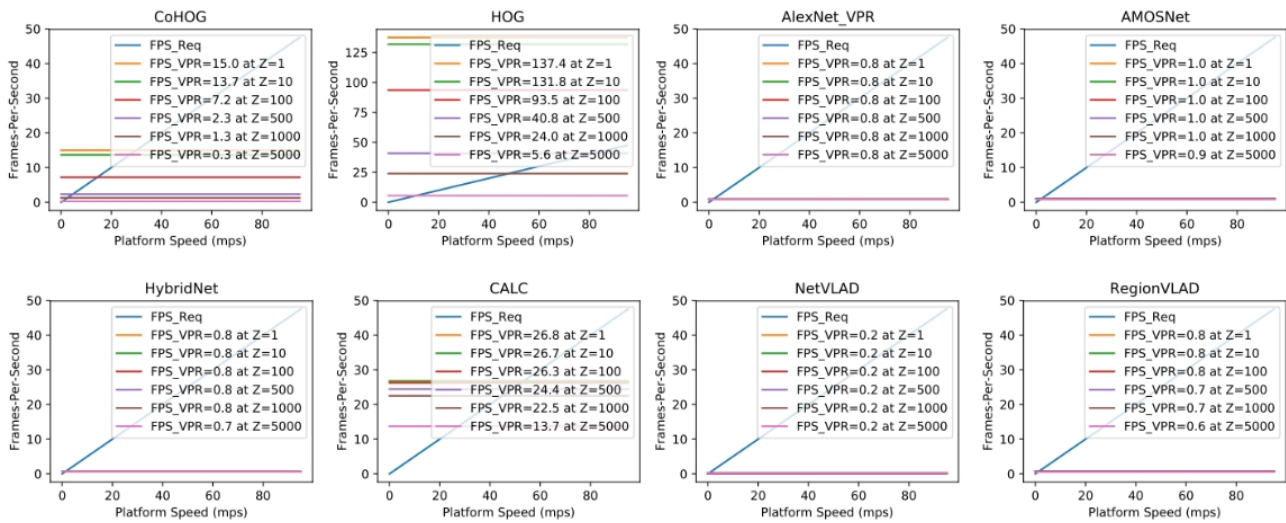 CoHOG
50
40
30
20
10
0
Frames-Per-Second
FPS_Req
FPS_VPR=15.0 at Z=1
FPS_VPR=13.7 at Z=10
FPS_VPR=7.2 at Z=100
FPS_VPR=2.3 at Z=500
FPS_VPR=1.3 at Z=1000
FPS_VPR=0.3 at Z=5000
0 20 40 60 80
Platform Speed (mps)
HOG
125
100
75
50
25
0
Frames-Per-Second
FPS_Req
FPS_VPR=137.4 at Z=1
FPS_VPR=131.8 at Z=10
FPS_VPR=93.5 at Z=100
FPS_VPR=40.8 at Z=500
FPS_VPR=24.0 at Z=1000
FPS_VPR=5.6 at Z=5000
0 20 40 60 80
Platform Speed (mps)
AlexNet_VPR
50
40
30
20
10
0
Frames-Per-Second
FPS_Req
FPS_VPR=0.8 at Z=1
FPS_VPR=0.8 at Z=10
FPS_VPR=0.8 at Z=100
FPS_VPR=0.8 at Z=500
FPS_VPR=0.8 at Z=1000
FPS_VPR=0.8 at Z=5000
0 20 40 60 80
Platform Speed (mps)
AMOSNet
50
40
30
20
10
0
Frames-Per-Second
FPS_Req
FPS_VPR=1.0 at Z=1
FPS_VPR=1.0 at Z=10
FPS_VPR=1.0 at Z=100
FPS_VPR=1.0 at Z=500
FPS_VPR=1.0 at Z=1000
FPS_VPR=0.9 at Z=5000
0 20 40 60 80
Platform Speed (mps)
HybridNet
50
40
30
20
10
0
Frames-Per-Second
FPS_Req
FPS_VPR=0.8 at Z=1
FPS_VPR=0.8 at Z=10
FPS_VPR=0.8 at Z=100
FPS_VPR=0.8 at Z=500
FPS_VPR=0.8 at Z=1000
FPS_VPR=0.7 at Z=5000
0 20 40 60 80
Platform Speed (mps)
CALC
50
40
30
20
10
0
Frames-Per-Second
FPS_Req
FPS_VPR=26.8 at Z=1
FPS_VPR=26.7 at Z=10
FPS_VPR=26.3 at Z=100
FPS_VPR=24.4 at Z=500
FPS_VPR=22.5 at Z=1000
FPS_VPR=13.7 at Z=5000
0 20 40 60 80
Platform Speed (mps)
NetVLAD
50
40
30
20
10
0
Frames-Per-Second
FPS_Req
FPS_VPR=0.2 at Z=1
FPS_VPR=0.2 at Z=10
FPS_VPR=0.2 at Z=100
FPS_VPR=0.2 at Z=500
FPS_VPR=0.2 at Z=1000
FPS_VPR=0.2 at Z=5000
0 20 40 60 80
Platform Speed (mps)
RegionVLAD
50
40
30
20
10
0
Frames-Per-Second
FPS_Req
FPS_VPR=0.8 at Z=1
FPS_VPR=0.8 at Z=10
FPS_VPR=0.8 at Z=100
FPS_VPR=0.7 at Z=500
FPS_VPR=0.7 at Z=1000
FPS_VPR=0.6 at Z=5000
0 20 40 60 80
Platform Speed (mps)